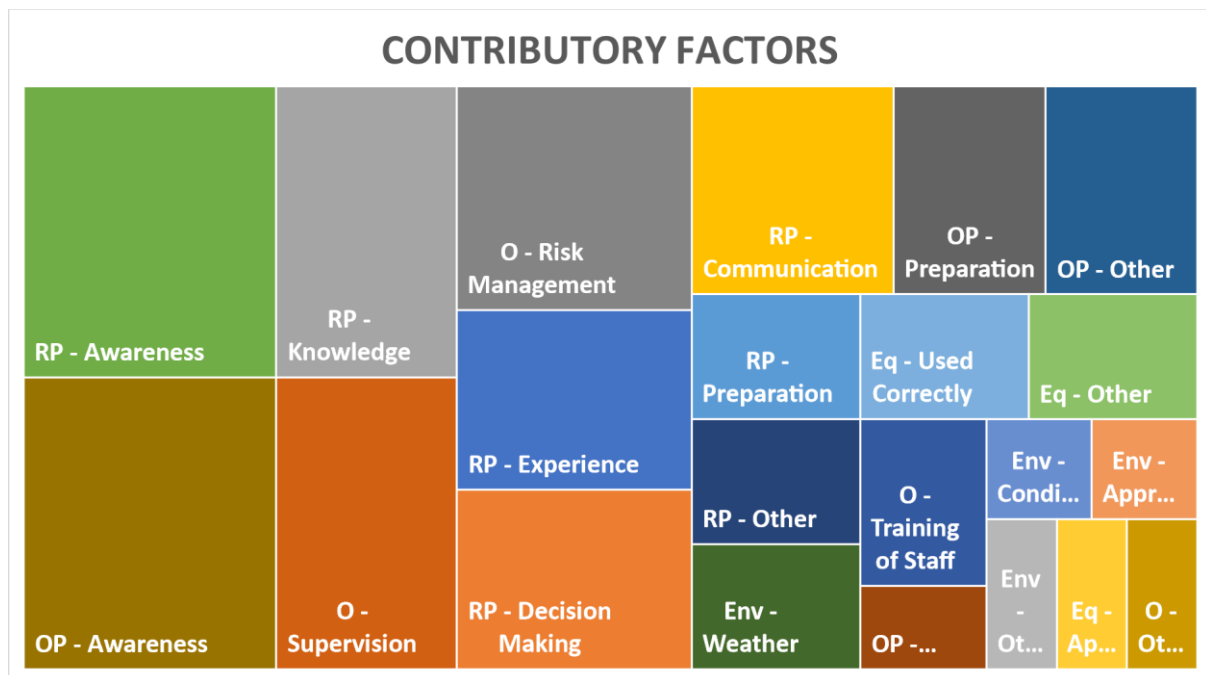 CONTRIBUTORY FACTORS
RP - Awareness
OP - Awareness
RP -
Knowledge
O -
Supervision
O - Risk
Management
RP - Experience
RP - Decision
Making
RP -
Communication
OP -
Preparation
OP - Other
RP -
Preparation
Eq - Used
Correctly
Eq - Other
RP - Other
Env -
Weather
O -
Training
of Staff
OP -...
Env -
Condi...
Env -
Appr...
Env
-
Ot...
Eq -
Ap...
O -
Ot...